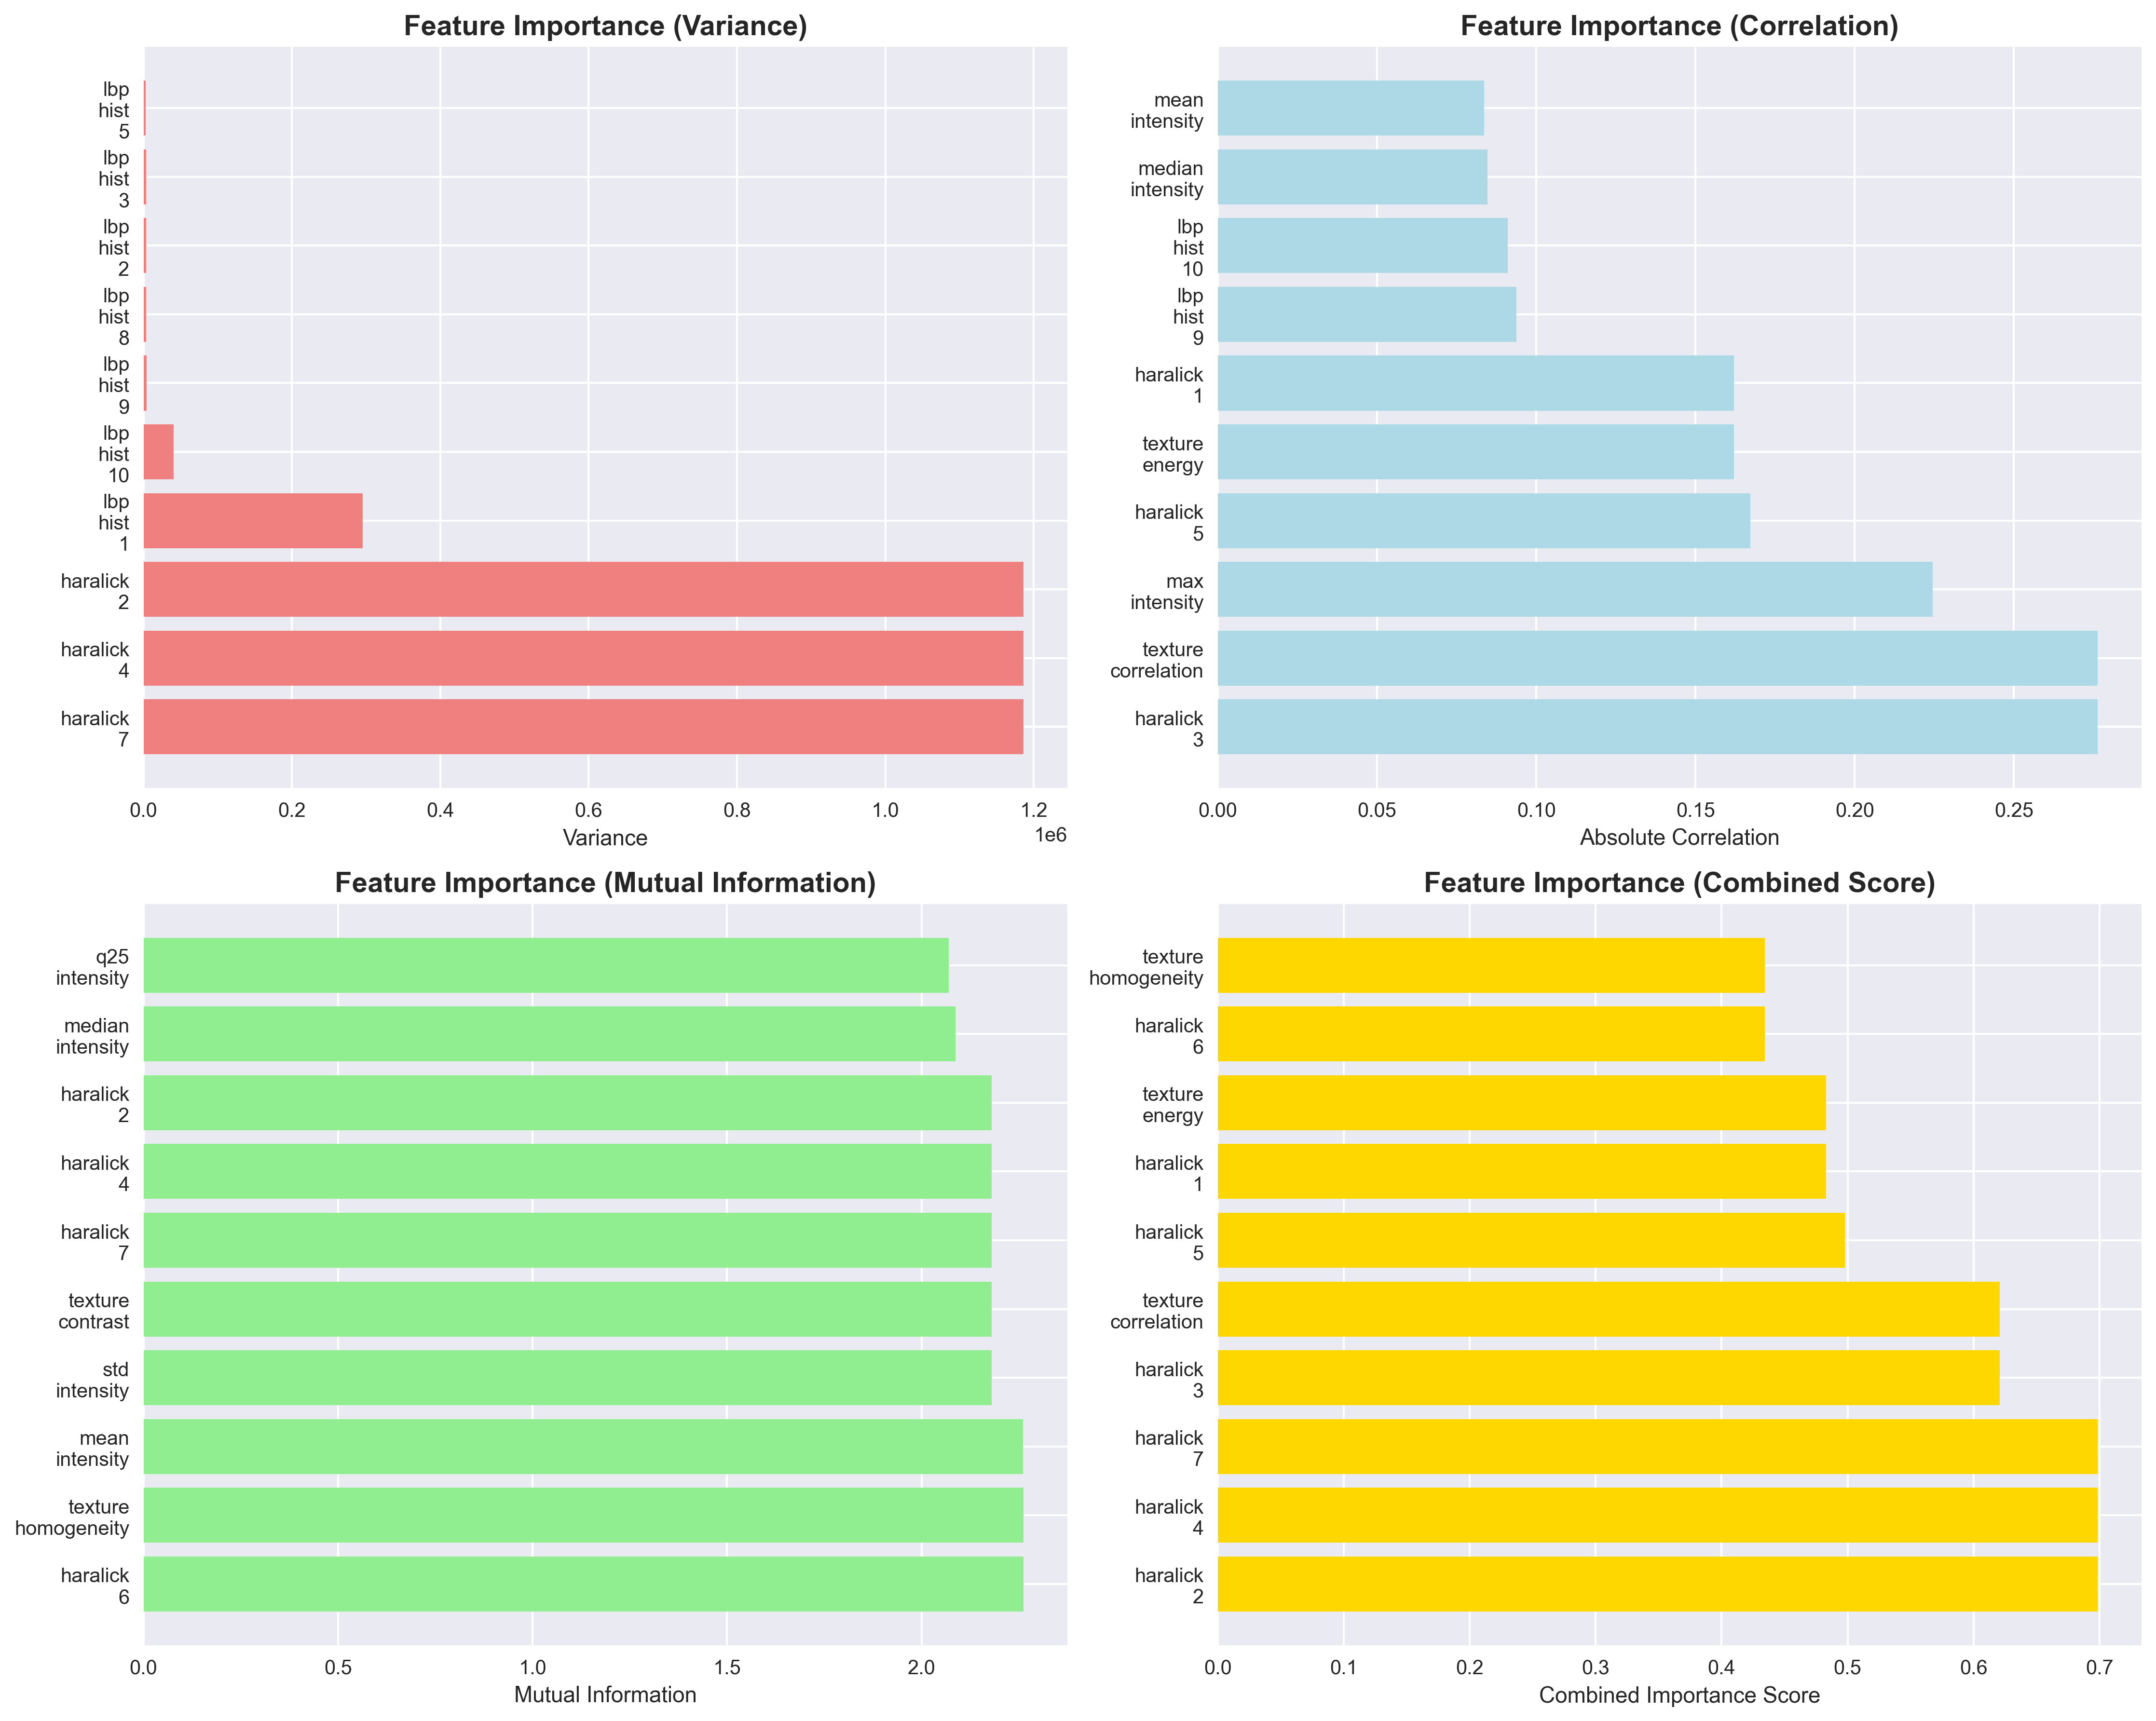 Feature Importance (Variance)
lbp
hist
5
lbp
hist
3
lbp
hist
2
lbp
hist
8
lbp
hist
9
lbp
hist
10
lbp
hist
1
haralick
2
haralick
4
haralick
7
0.0 0.2 0.4 0.6 0.8 1.0 1.2
1e6
Variance
Feature Importance (Correlation)
mean
intensity
median
intensity
lbp
hist
10
lbp
hist
9
haralick
1
texture
energy
haralick
5
max
intensity
texture
correlation
haralick
3
0.00 0.05 0.10 0.15 0.20 0.25
Absolute Correlation
Feature Importance (Mutual Information)
q25
intensity
median
intensity
haralick
2
haralick
4
haralick
7
texture
contrast
std
intensity
mean
intensity
texture
homogeneity
haralick
6
0.0 0.5 1.0 1.5 2.0
Mutual Information
Feature Importance (Combined Score)
texture
homogeneity
haralick
6
texture
energy
haralick
1
haralick
5
texture
correlation
haralick
3
haralick
7
haralick
4
haralick
2
0.0 0.1 0.2 0.3 0.4 0.5 0.6 0.7
Combined Importance Score